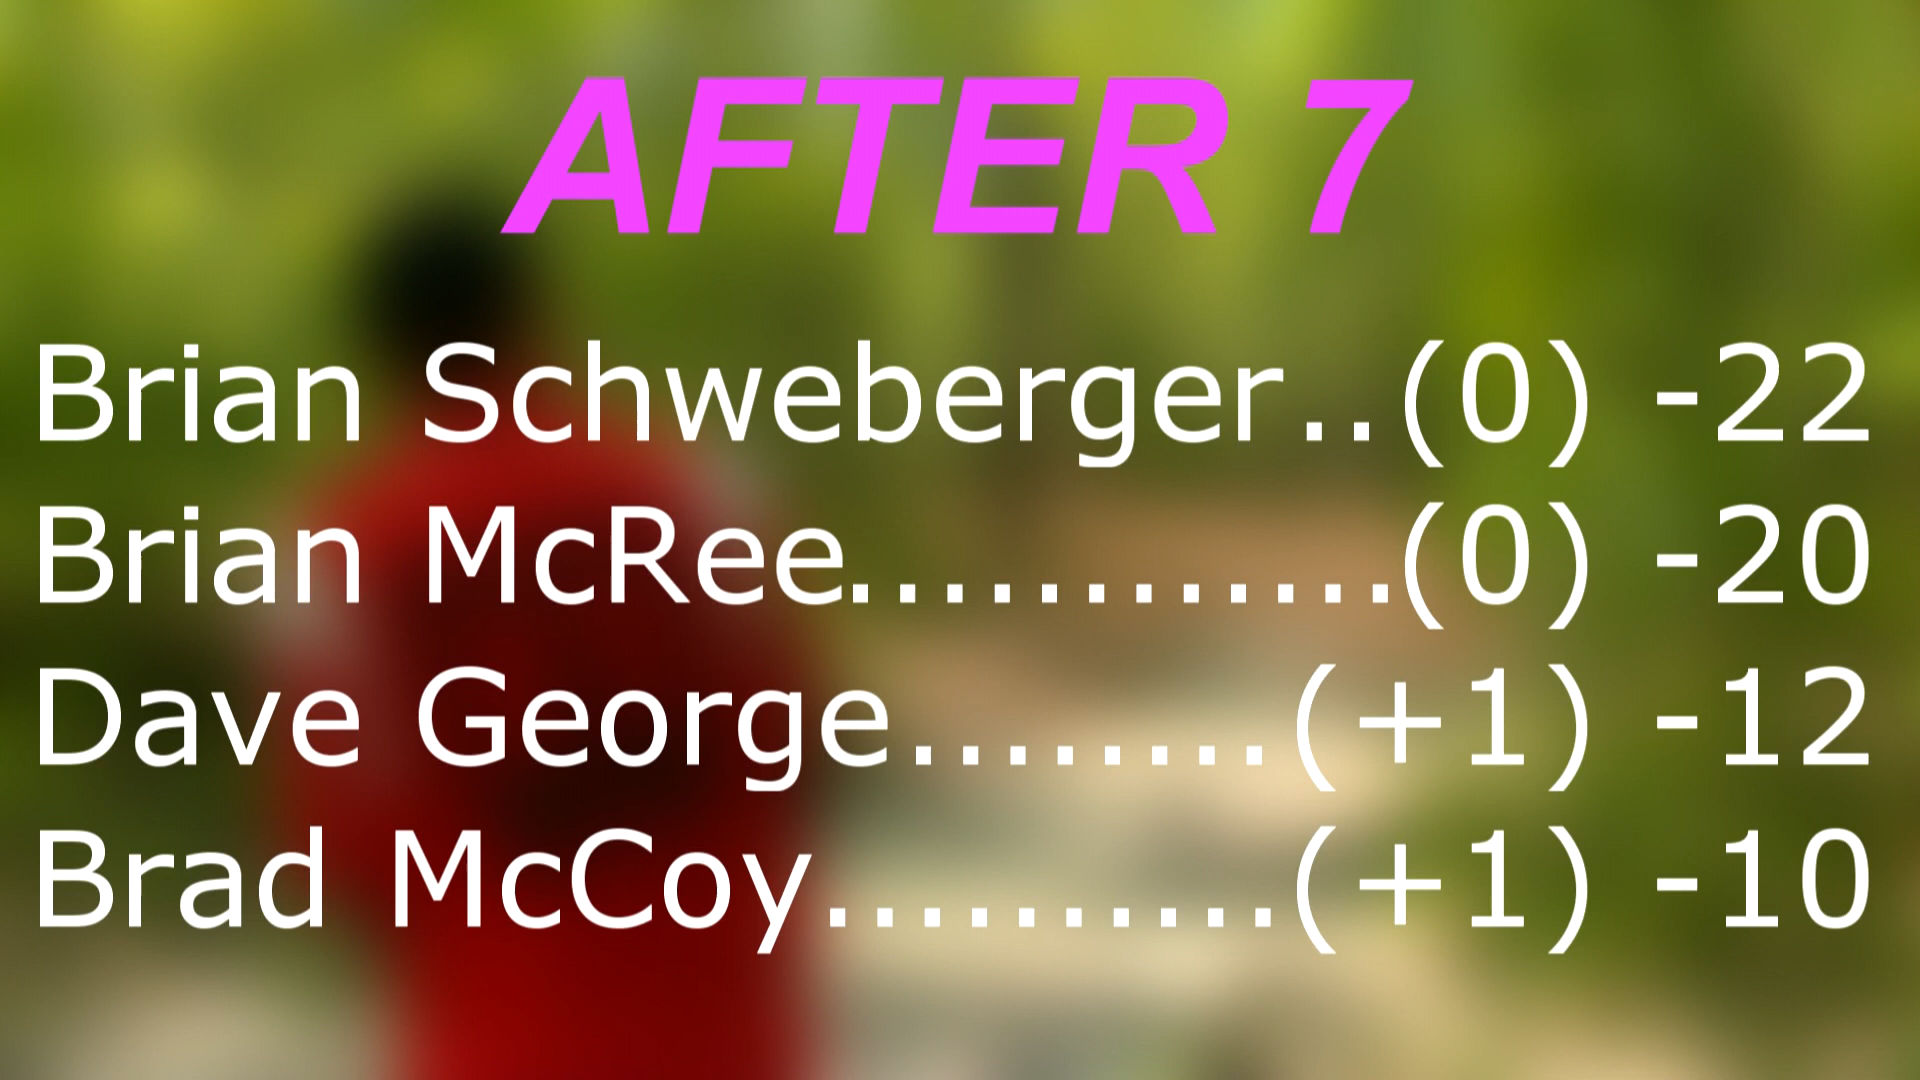 AFTER 7
Brian Schweberger..(0) -22
Brian McRee............(0) -20
Dave George........(+1) -12
Brad McCoy..........(+1) -10